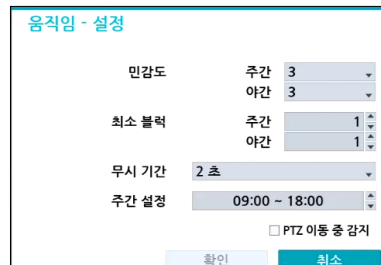 움직임 - 설정
민감도 주간 3
야간 3
최소 블럭 주간 1
야간 1
무시 기간 2 초
주간 설정 09:00 ~ 18:00
PTZ 이동 중 감지
확인 취소